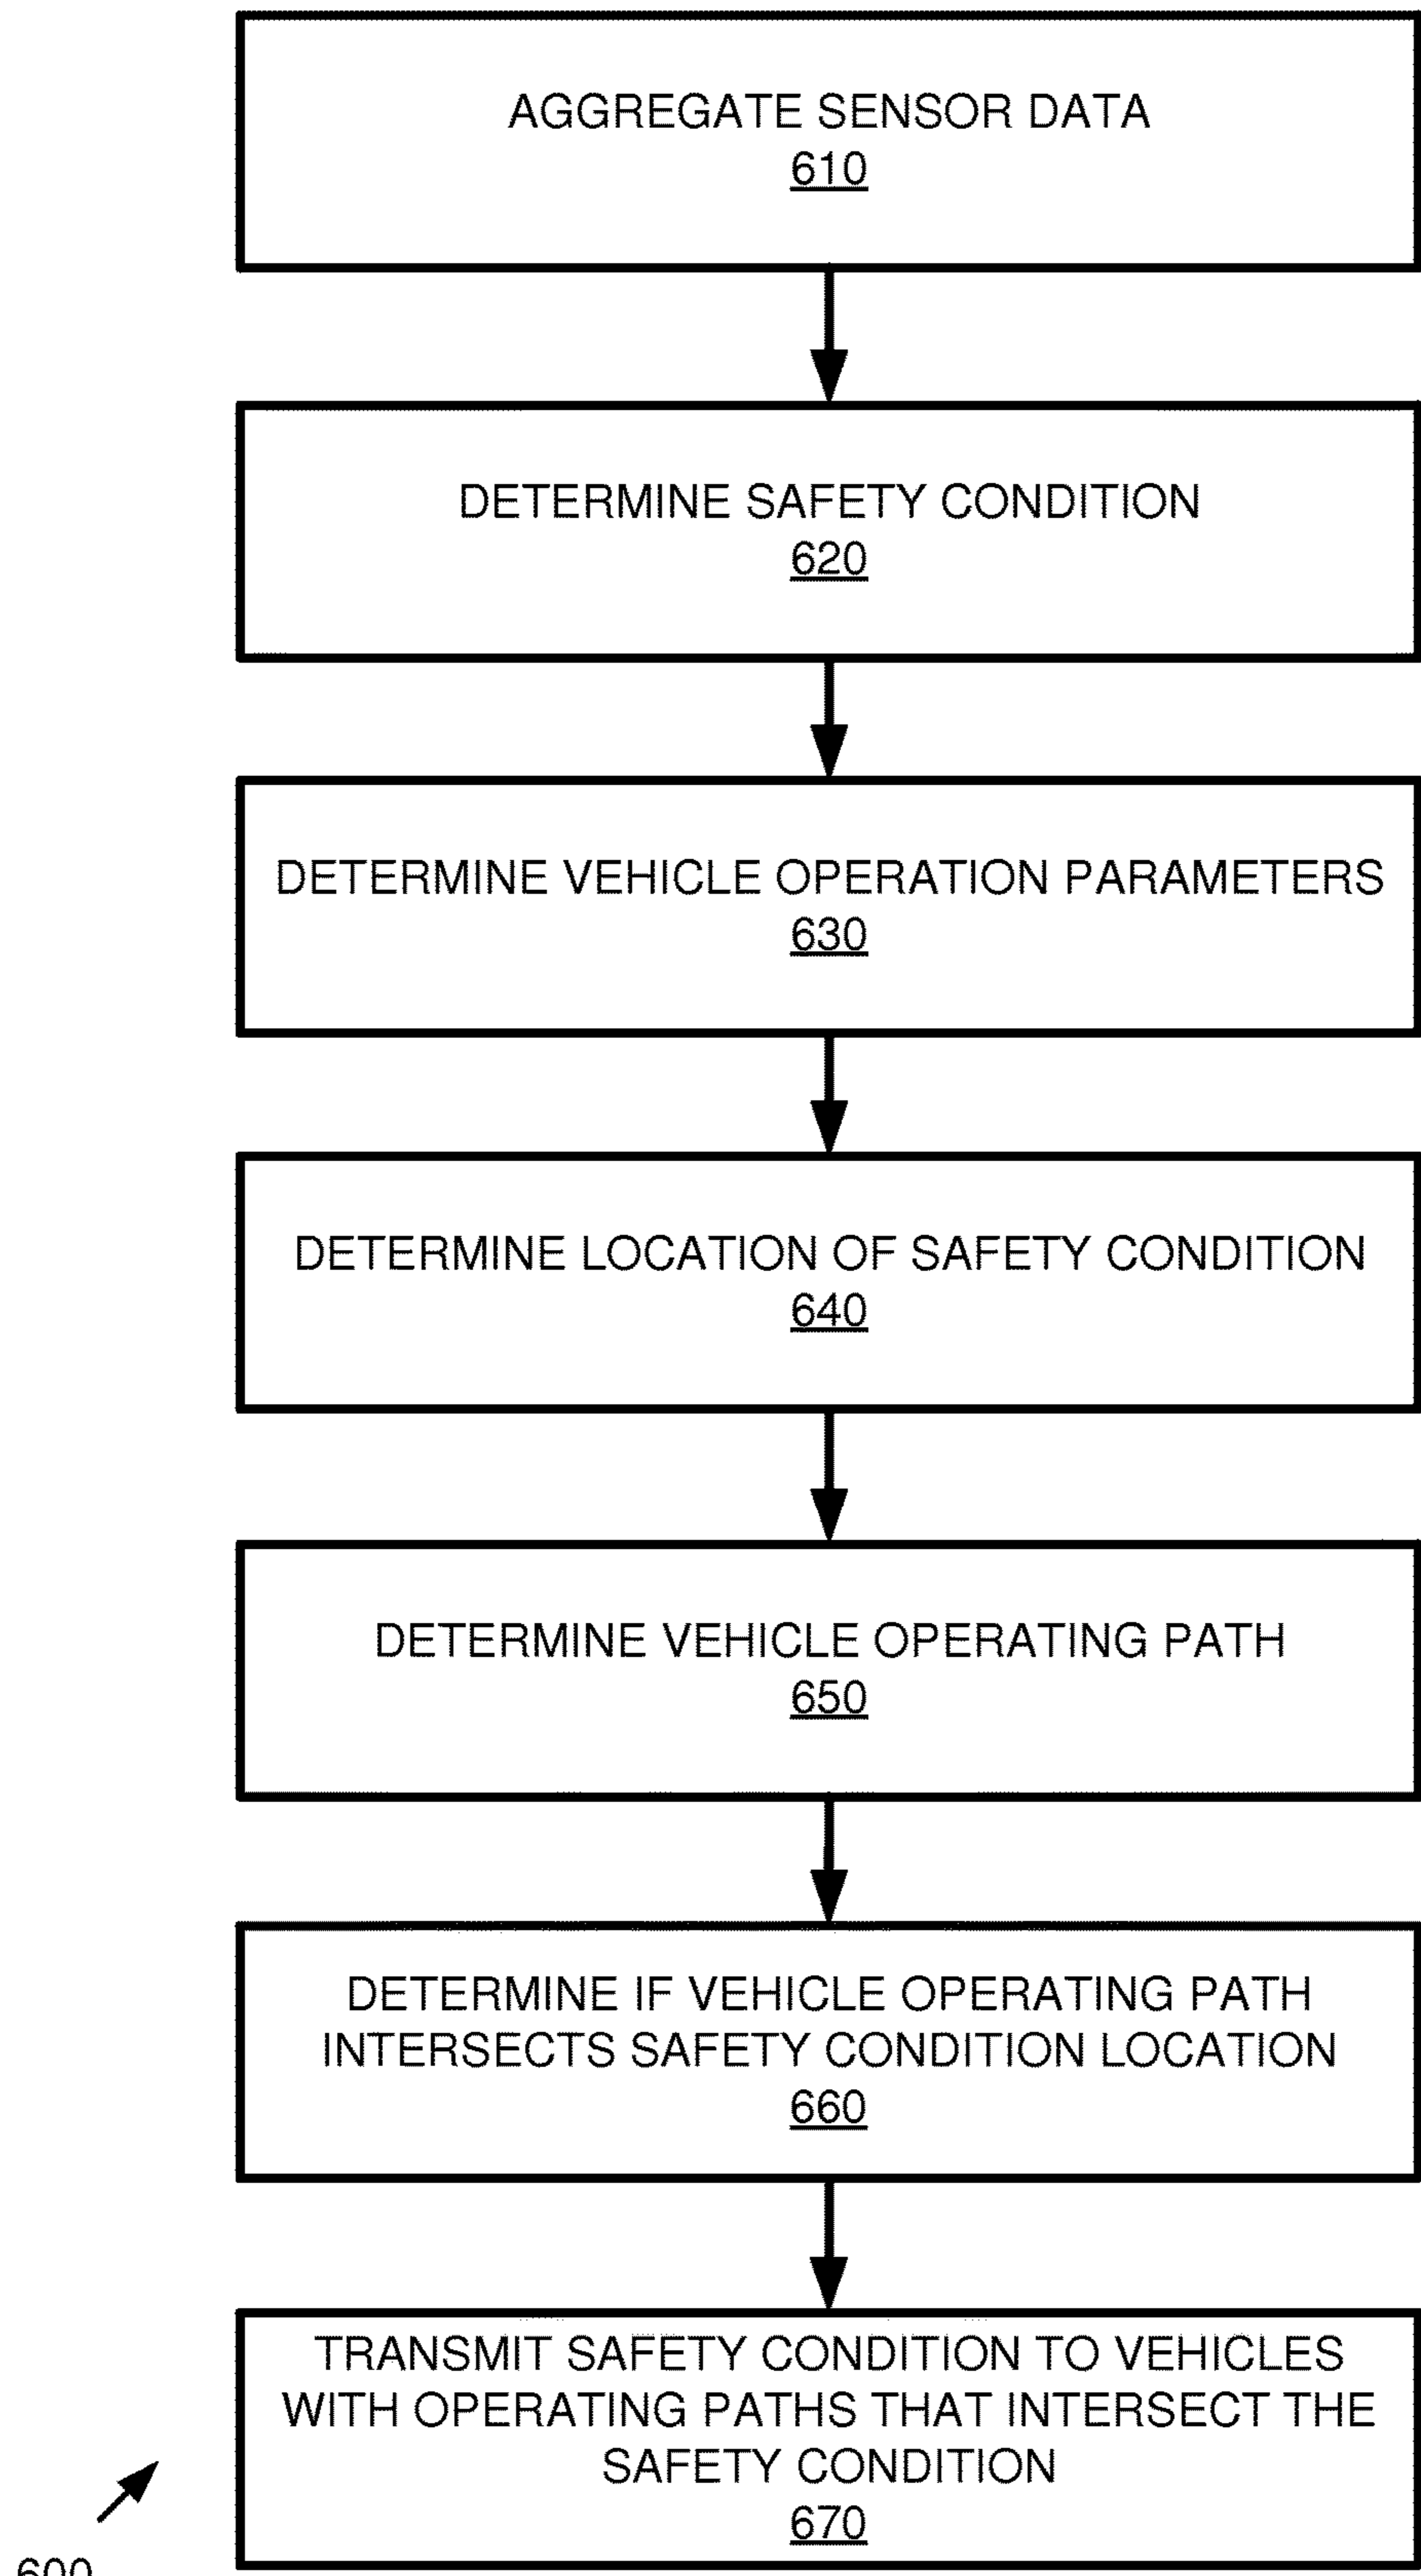 AGGREGATE SENSOR DATA
610
DETERMINE SAFETY CONDITION
620
DETERMINE VEHICLE OPERATION PARAMETERS
630
DETERMINE LOCATION OF SAFETY CONDITION
640
DETERMINE VEHICLE OPERATING PATH
650
DETERMINE IF VEHICLE OPERATING PATH
INTERSECTS SAFETY CONDITION LOCATION
660
TRANSMIT SAFETY CONDITION TO VEHICLES
WITH OPERATING PATHS THAT INTERSECT THE
SAFETY CONDITION
670
600